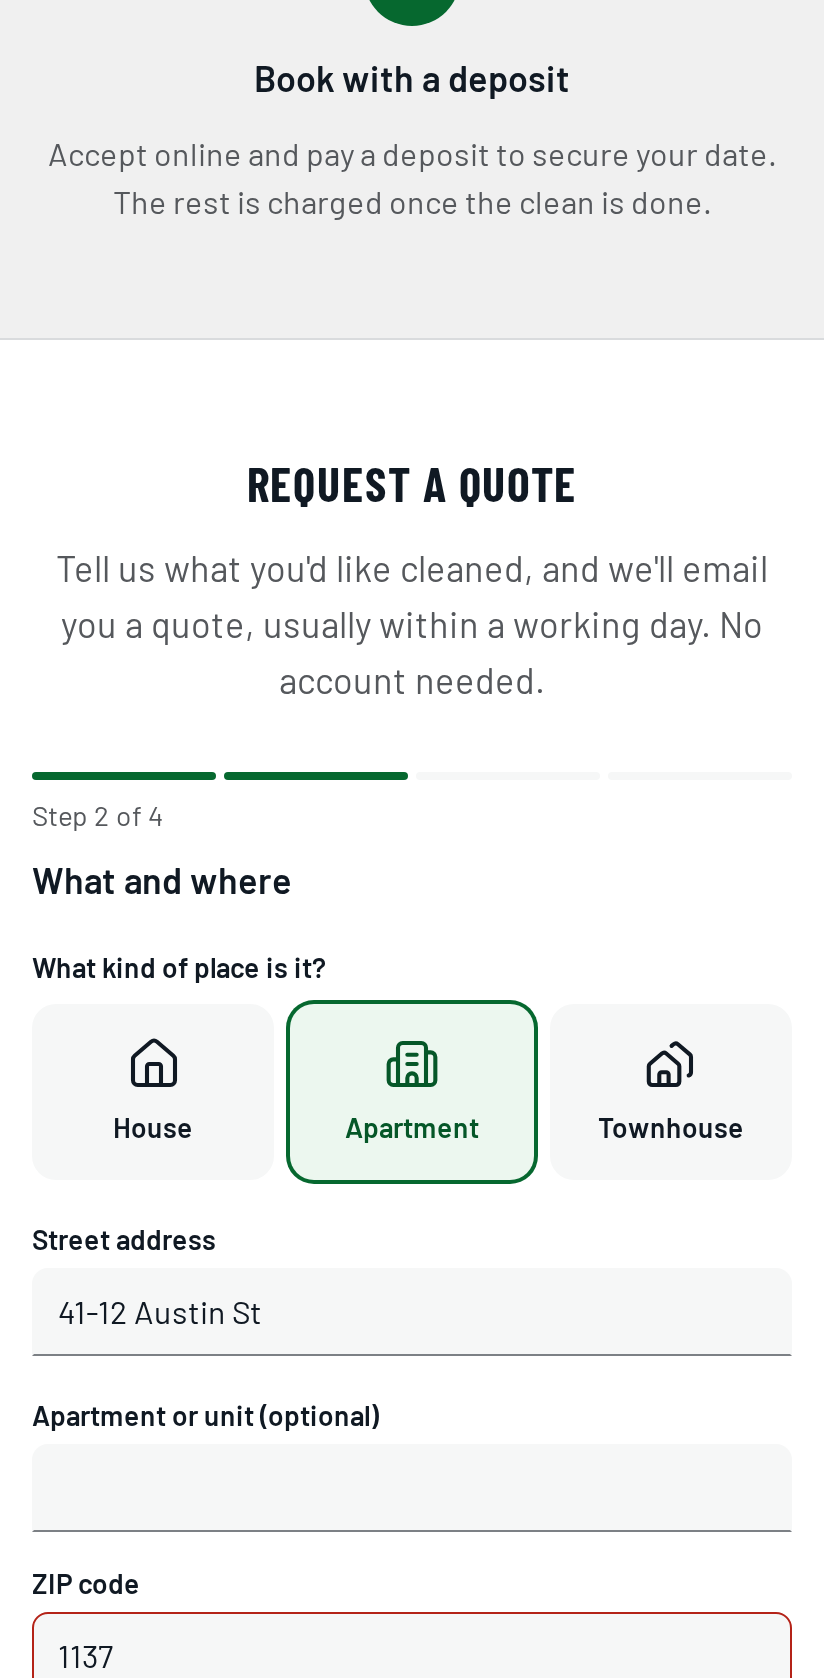 Book with a deposit
Accept online and pay a deposit to secure your date.
The rest is charged once the clean is done.
REQUEST A QUOTE
Tell us what you'd like cleaned, and we'll email
you a quote, usually within a working day. No
account needed.
Step 2 of 4
What and where
What kind of place is it?
House
Apartment
Townhouse
Street address
41-12 Austin St
Apartment or unit (optional)
ZIP code
1137